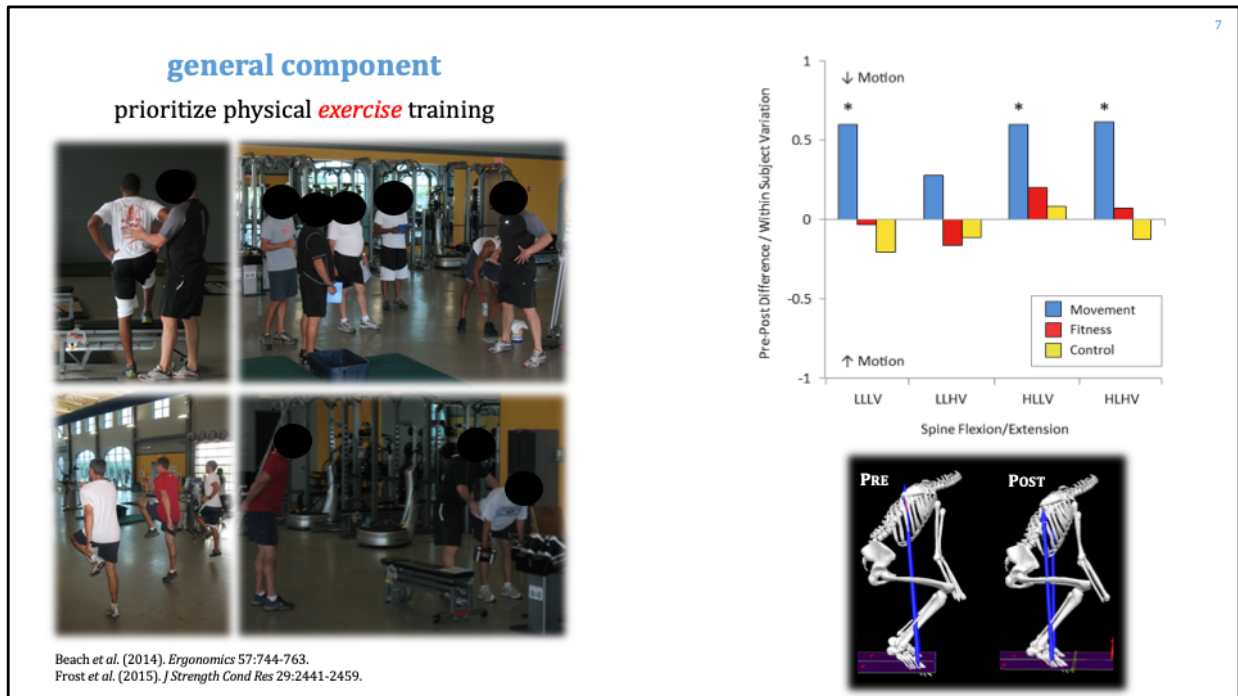 7
general component
prioritize physical exercise training
1
↓ Motion
*
*
*
0.5
0
-0.5
↑ Motion
-1
Pre-Post Difference / Within Subject Variation
Movement
Fitness
Control
LLLV
LLHV
HLLV
HLHV
Spine Flexion/Extension
PRE
POST
Beach et al. (2014). Ergonomics 57:744-763.
Frost et al. (2015). J Strength Cond Res 29:2441-2459.